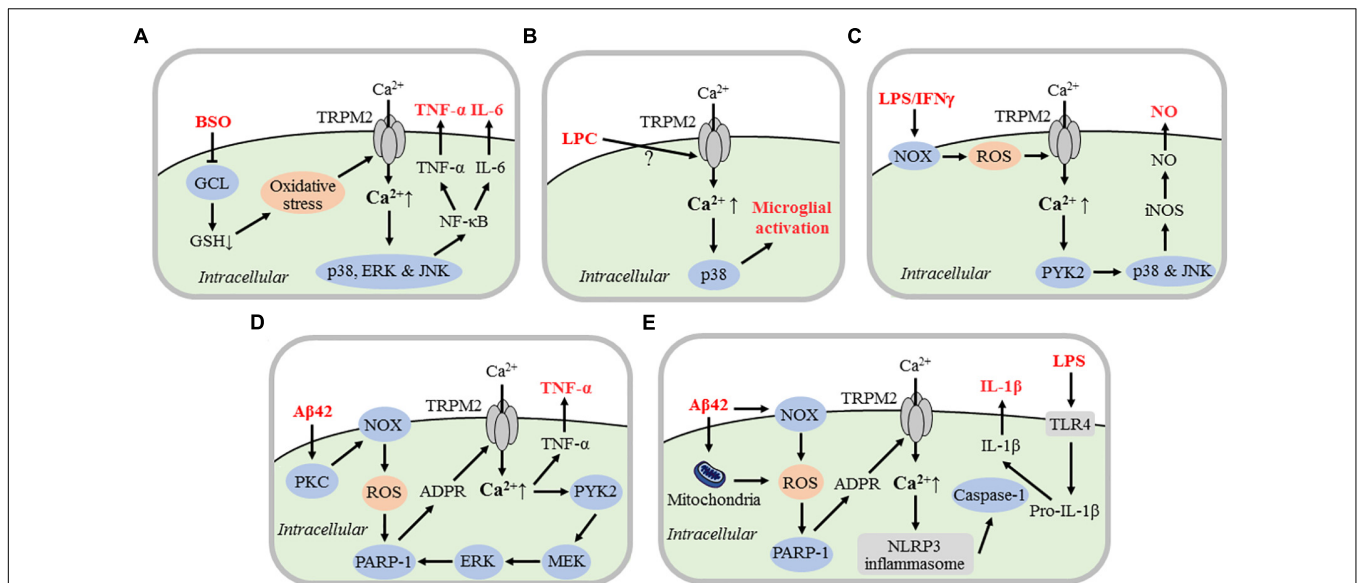 A
BSO
GCL
GSH↓
Oxidative
stress
TRPM2
Ca²⁺
Ca²⁺↑
p38, ERK & JNK
NF-κB
TNF-α
IL-6
TNF-α IL-6
Intracellular
B
LPC
?
TRPM2
Ca²⁺
Ca²⁺ ↑
p38
Microglial
activation
Intracellular
C
LPS/IFNγ
NOX
ROS
TRPM2
Ca²⁺
Ca²⁺ ↑
PYK2
p38 & JNK
iNOS
NO
NO
Intracellular
D
Aβ42
PKC
NOX
ROS
PARP-1
ADPR
TRPM2
Ca²⁺
Ca²⁺↑
TNF-α
TNF-α
PYK2
MEK
ERK
Intracellular
E
Aβ42
Mitochondria
NOX
ROS
PARP-1
ADPR
TRPM2
Ca²⁺
Ca²⁺↑
NLRP3
inflammasome
Caspase-1
IL-1β
IL-1β
LPS
TLR4
Pro-IL-1β
Intracellular